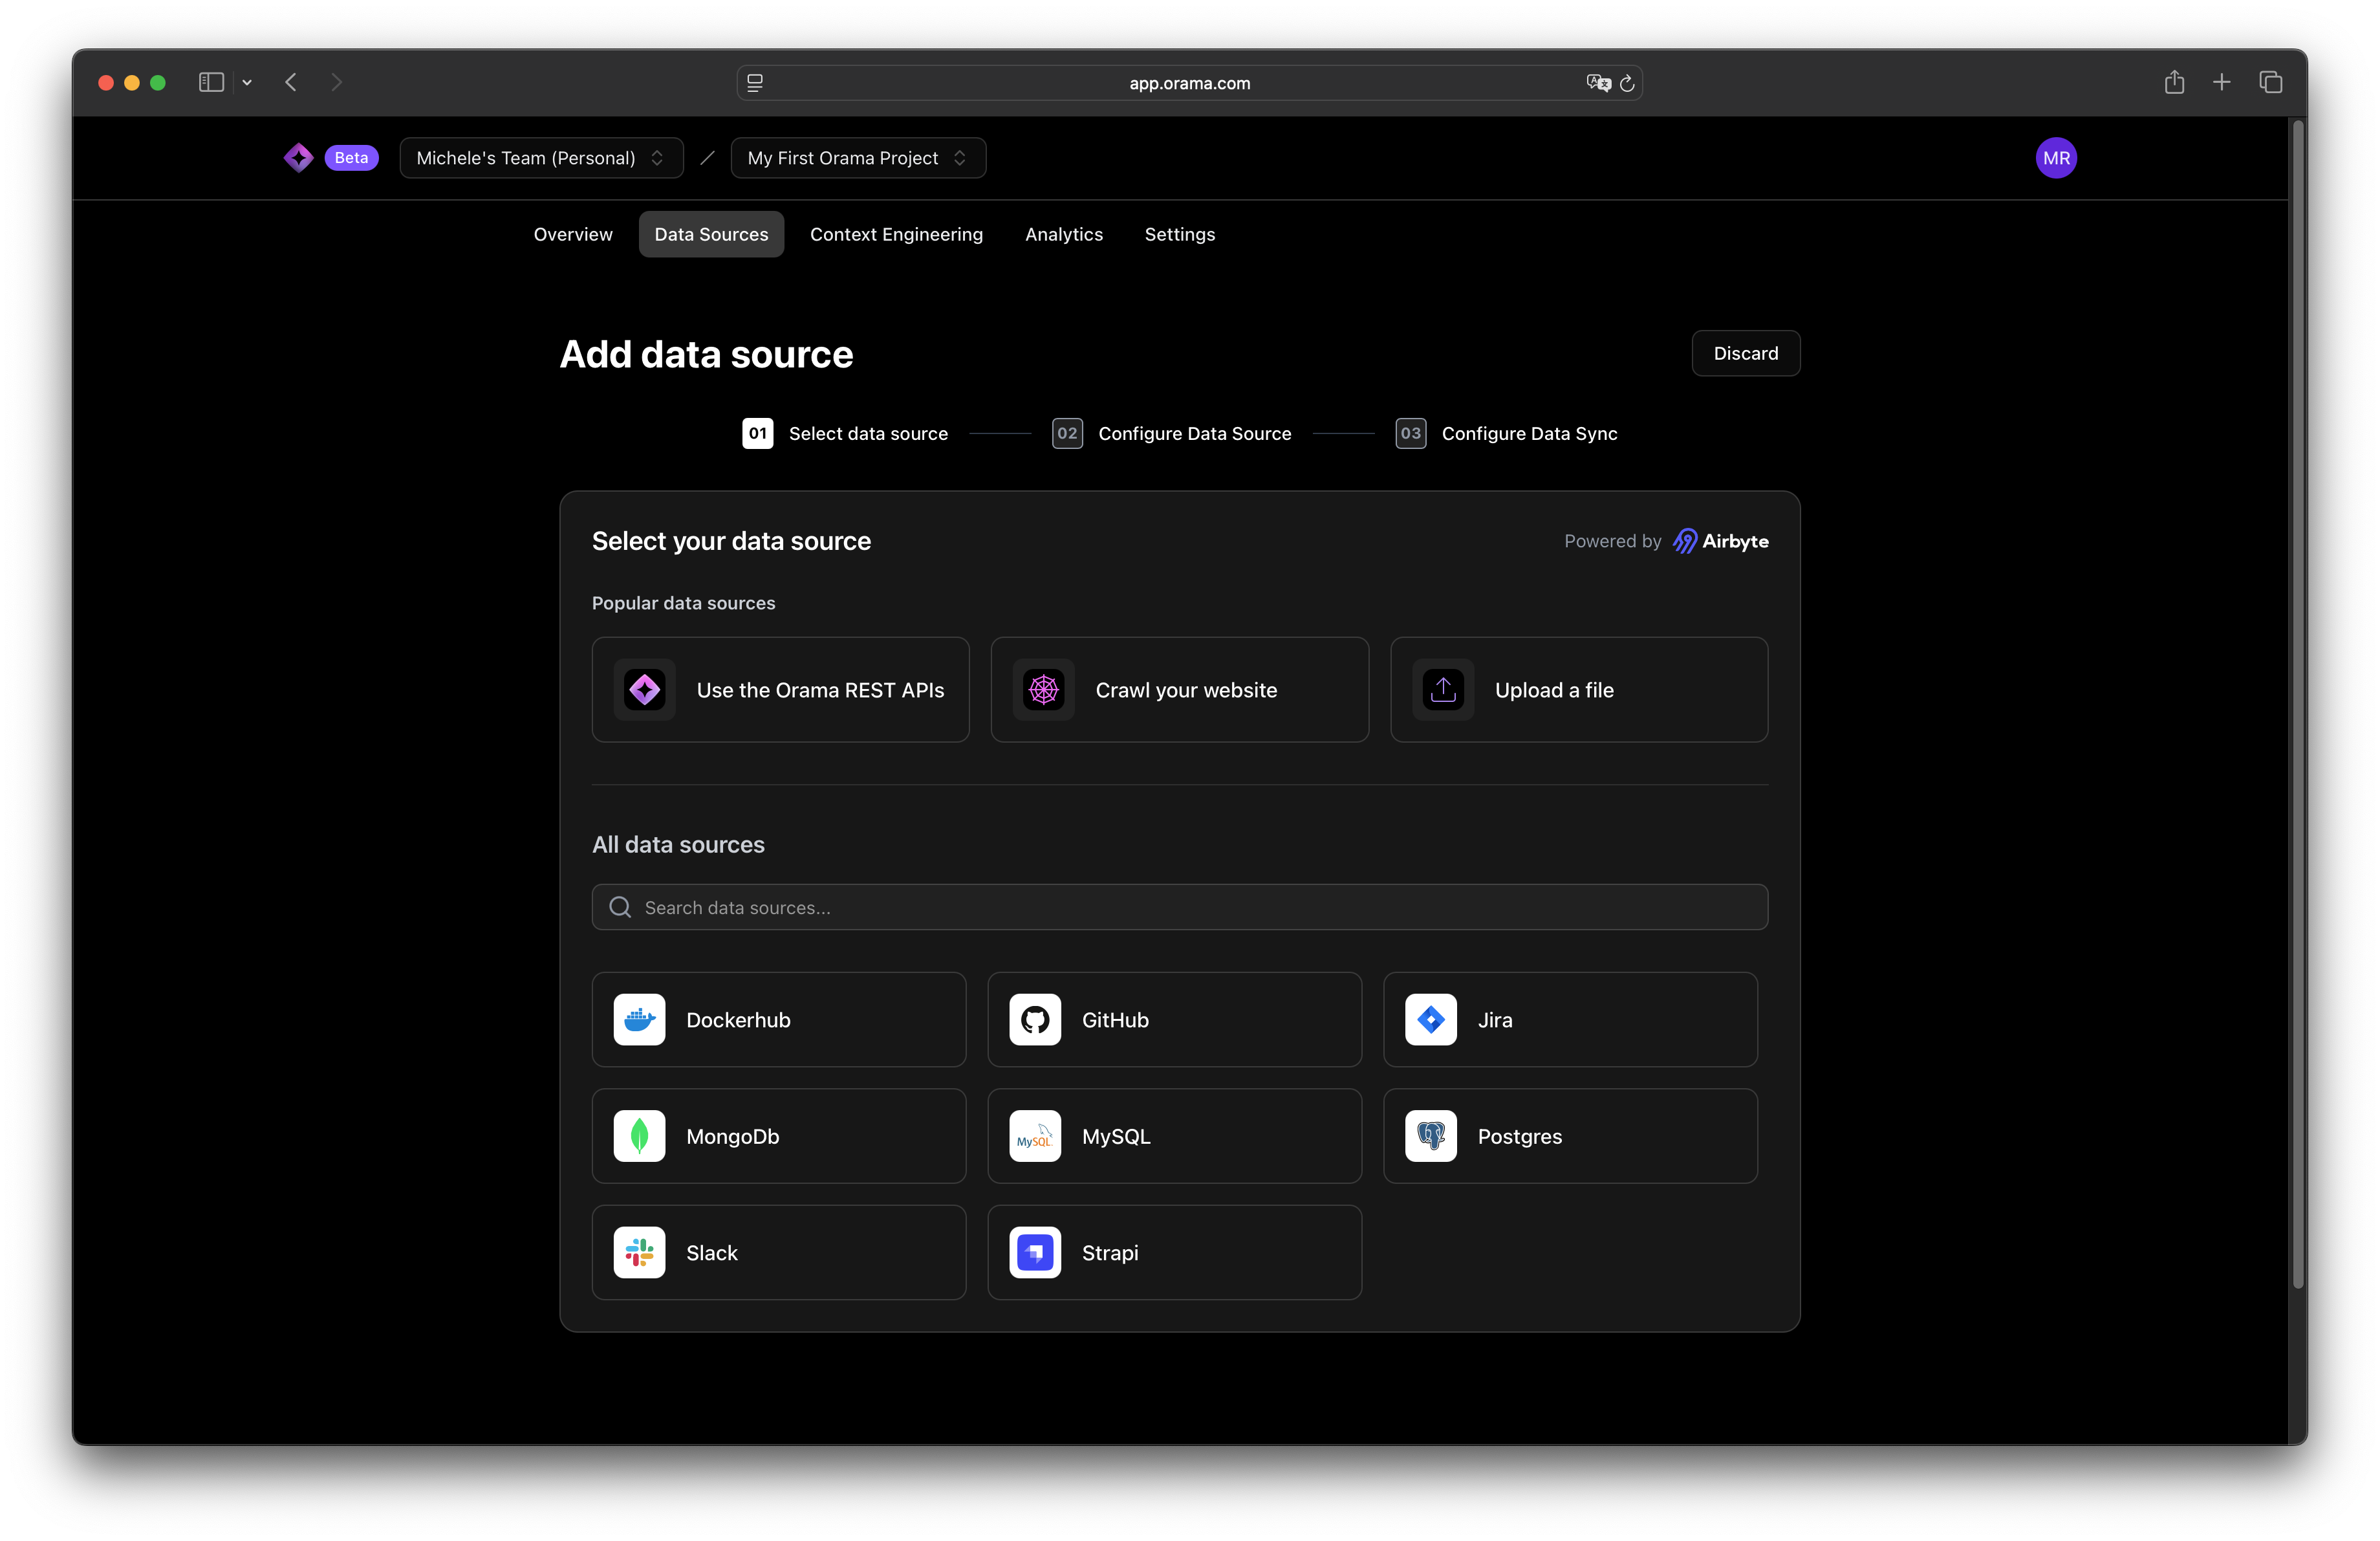 app.orama.com
Beta
Michele's Team (Personal)
My First Orama Project
MR
Overview
Data Sources
Context Engineering
Analytics
Settings
Add data source
Discard
01 Select data source
02 Configure Data Source
03 Configure Data Sync
Select your data source
Powered by Airbyte
Popular data sources
Use the Orama REST APIs
Crawl your website
Upload a file
All data sources
Search data sources...
Dockerhub
GitHub
Jira
MongoDb
MySQL
MySQL
Postgres
Slack
Strapi